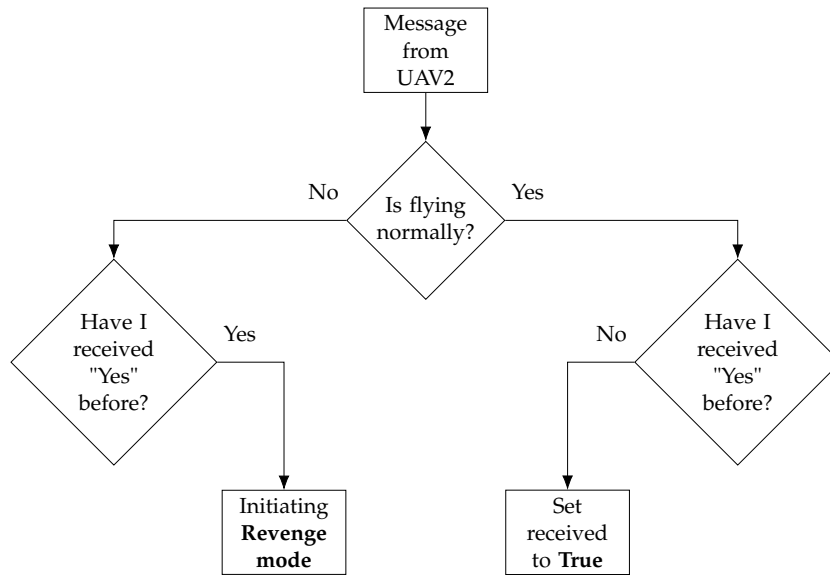 Message
from
UAV2
No
Yes
Is flying
normally?
Have I
received
"Yes"
before?
Yes
No
Have I
received
"Yes"
before?
Initiating
Revenge
mode
Set
received
to True